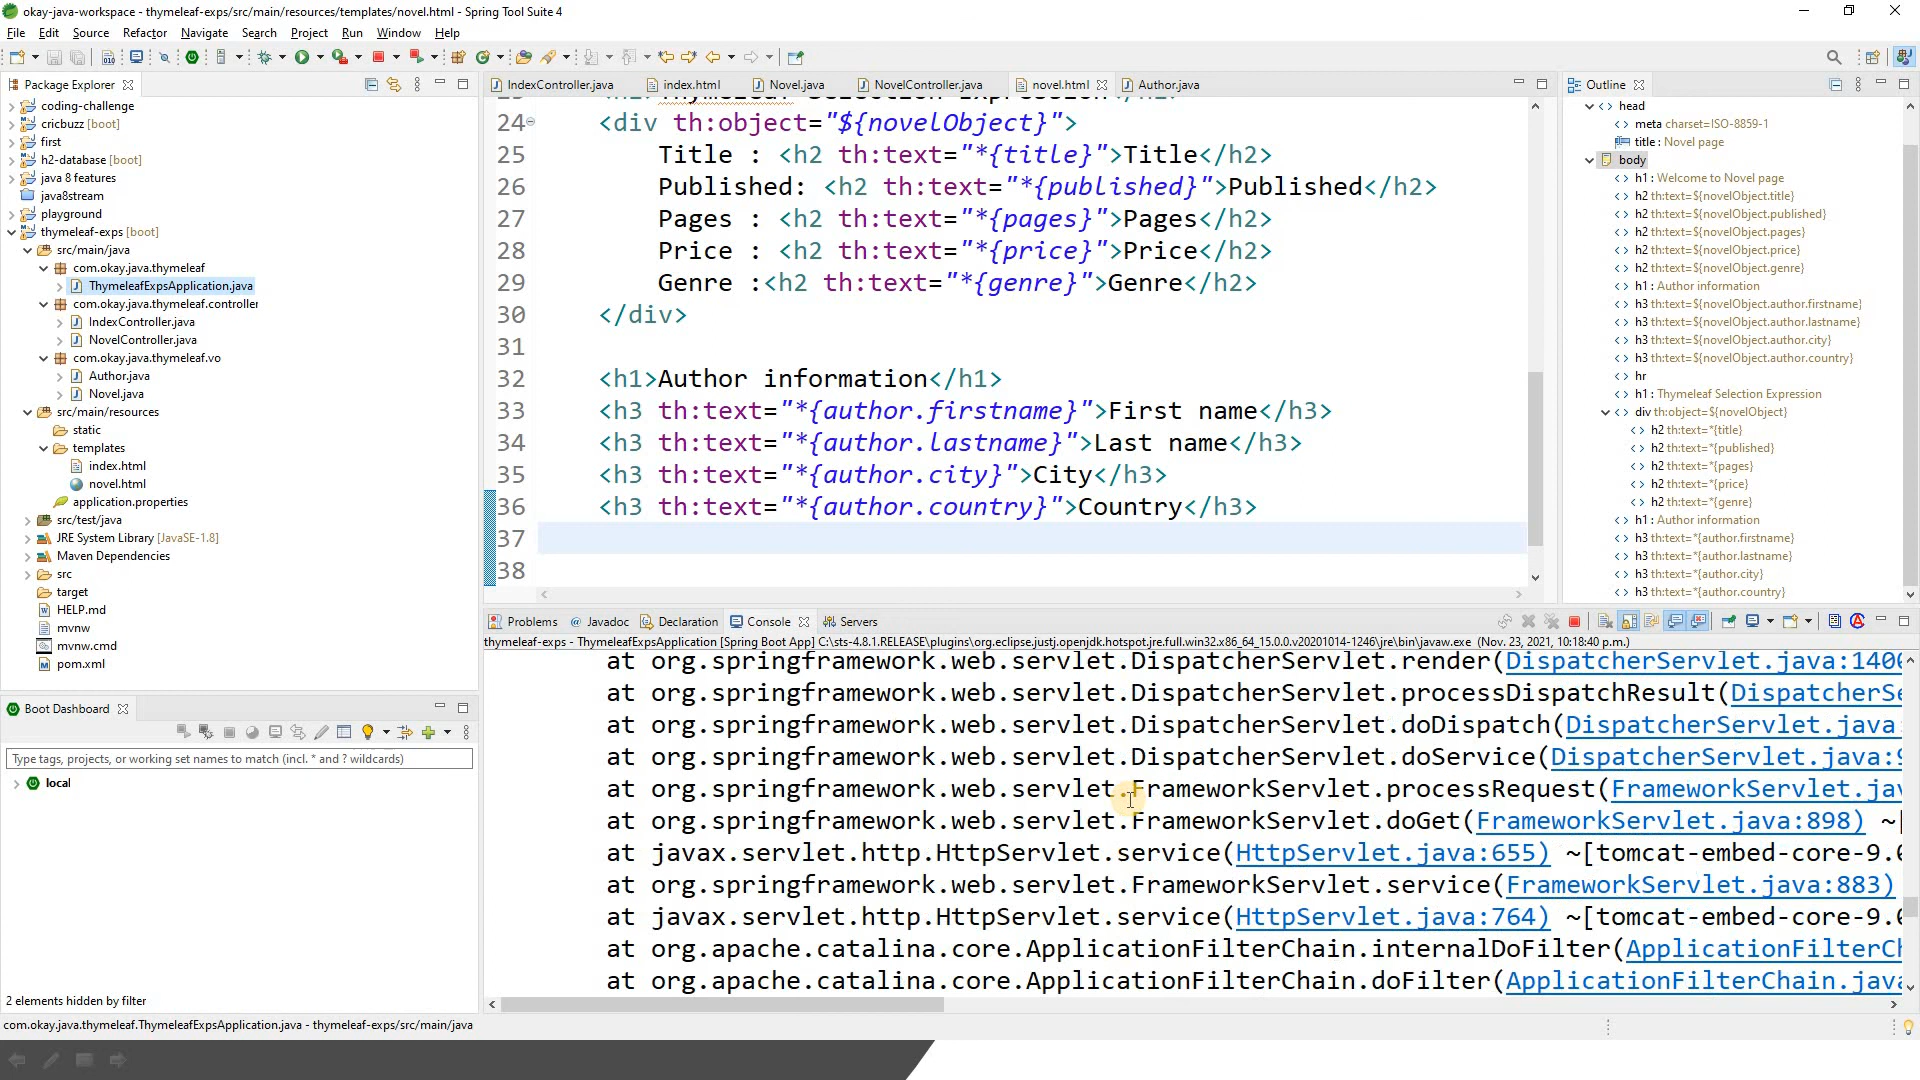 okay-java-workspace - thymeleaf-exps/src/main/resources/templates/novel.html - Spring Tool Suite 4
File Edit Source Refactor Navigate Search Project Run Window Help
Package Explorer
coding-challenge
cricbuzz [boot]
first
h2-database [boot]
java 8 features
java8stream
playground
thymeleaf-exps [boot]
src/main/java
com.okay.java.thymeleaf
ThymeleafExpsApplication.java
com.okay.java.thymeleaf.controller
IndexController.java
NovelController.java
com.okay.java.thymeleaf.vo
Author.java
Novel.java
src/main/resources
static
templates
index.html
novel.html
application.properties
src/test/java
JRE System Library [JavaSE-1.8]
Maven Dependencies
src
target
HELP.md
mvnw
mvnw.cmd
pom.xml
Boot Dashboard
Type tags, projects, or working set names to match (incl. * and ? wildcards)
local
2 elements hidden by filter
IndexController.java index.html Novel.java NovelController.java novel.html Author.java
24 <div th:object="${novelObject}">
25 Title : <h2 th:text="*{title}">Title</h2>
26 Published: <h2 th:text="*{published}">Published</h2>
27 Pages : <h2 th:text="*{pages}">Pages</h2>
28 Price : <h2 th:text="*{price}">Price</h2>
29 Genre :<h2 th:text="*{genre}">Genre</h2>
30 </div>
31
32 <h1>Author information</h1>
33 <h3 th:text="*{author.firstname}">First name</h3>
34 <h3 th:text="*{author.lastname}">Last name</h3>
35 <h3 th:text="*{author.city}">City</h3>
36 <h3 th:text="*{author.country}">Country</h3>
37
38
Outline
head
meta charset=ISO-8859-1
title : Novel page
body
h1 : Welcome to Novel page
h2 th:text=${novelObject.title}
h2 th:text=${novelObject.published}
h2 th:text=${novelObject.pages}
h2 th:text=${novelObject.price}
h2 th:text=${novelObject.genre}
h1 : Author information
h3 th:text=${novelObject.author.firstname}
h3 th:text=${novelObject.author.lastname}
h3 th:text=${novelObject.author.city}
h3 th:text=${novelObject.author.country}
hr
h1 : Thymeleaf Selection Expression
div th:object=${novelObject}
h2 th:text=*{title}
h2 th:text=*{published}
h2 th:text=*{pages}
h2 th:text=*{price}
h2 th:text=*{genre}
h1 : Author information
h3 th:text=*{author.firstname}
h3 th:text=*{author.lastname}
h3 th:text=*{author.city}
h3 th:text=*{author.country}
Problems @ Javadoc Declaration Console Servers
thymeleaf-exps - ThymeleafExpsApplication [Spring Boot App] C:\sts-4.8.1.RELEASE\plugins\org.eclipse.justj.openjdk.hotspot.jre.full.win32.x86_64_15.0.0.v20201014-1246\jre\bin\javaw.exe (Nov. 23, 2021, 10:18:40 p.m.)
at org.springframework.web.servlet.DispatcherServlet.render(DispatcherServlet.java:1400
at org.springframework.web.servlet.DispatcherServlet.processDispatchResult(DispatcherSe
at org.springframework.web.servlet.DispatcherServlet.doDispatch(DispatcherServlet.java:
at org.springframework.web.servlet.DispatcherServlet.doService(DispatcherServlet.java:9
at org.springframework.web.servlet.FrameworkServlet.processRequest(FrameworkServlet.jav
at org.springframework.web.servlet.FrameworkServlet.doGet(FrameworkServlet.java:898) ~[
at javax.servlet.http.HttpServlet.service(HttpServlet.java:655) ~[tomcat-embed-core-9.0
at org.springframework.web.servlet.FrameworkServlet.service(FrameworkServlet.java:883)
at javax.servlet.http.HttpServlet.service(HttpServlet.java:764) ~[tomcat-embed-core-9.0
at org.apache.catalina.core.ApplicationFilterChain.internalDoFilter(ApplicationFilterCh
at org.apache.catalina.core.ApplicationFilterChain.doFilter(ApplicationFilterChain.java
com.okay.java.thymeleaf.ThymeleafExpsApplication.java - thymeleaf-exps/src/main/java